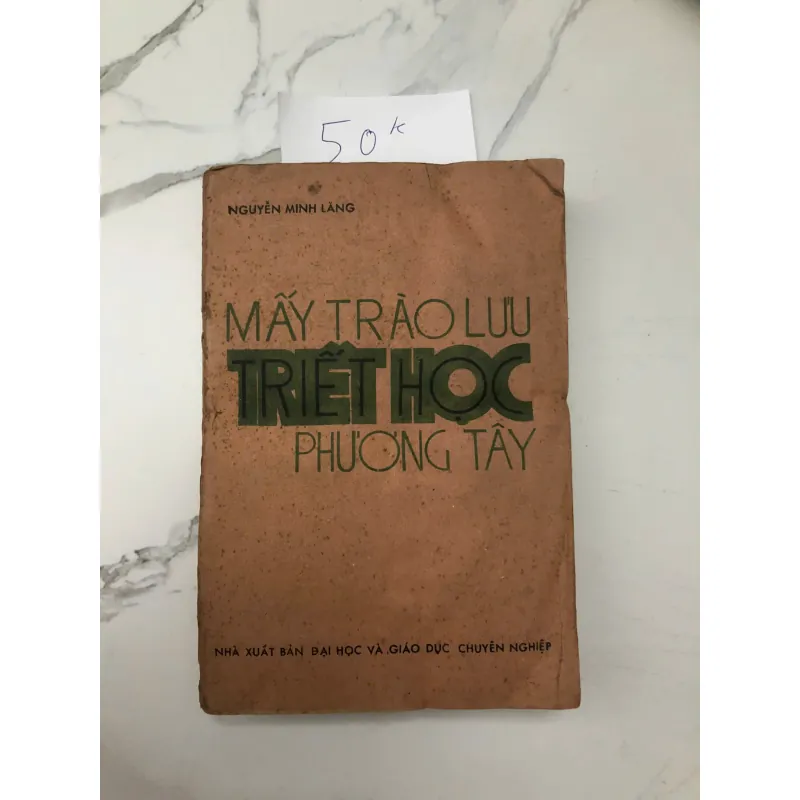 50K
NGUYỄN MINH LĂNG
MẤY TRÀO LƯU
TRIẾT HỌC
PHƯƠNG TÂY
NHÀ XUẤT BẢN ĐẠI HỌC VÀ GIÁO DỤC CHUYÊN NGHIỆP